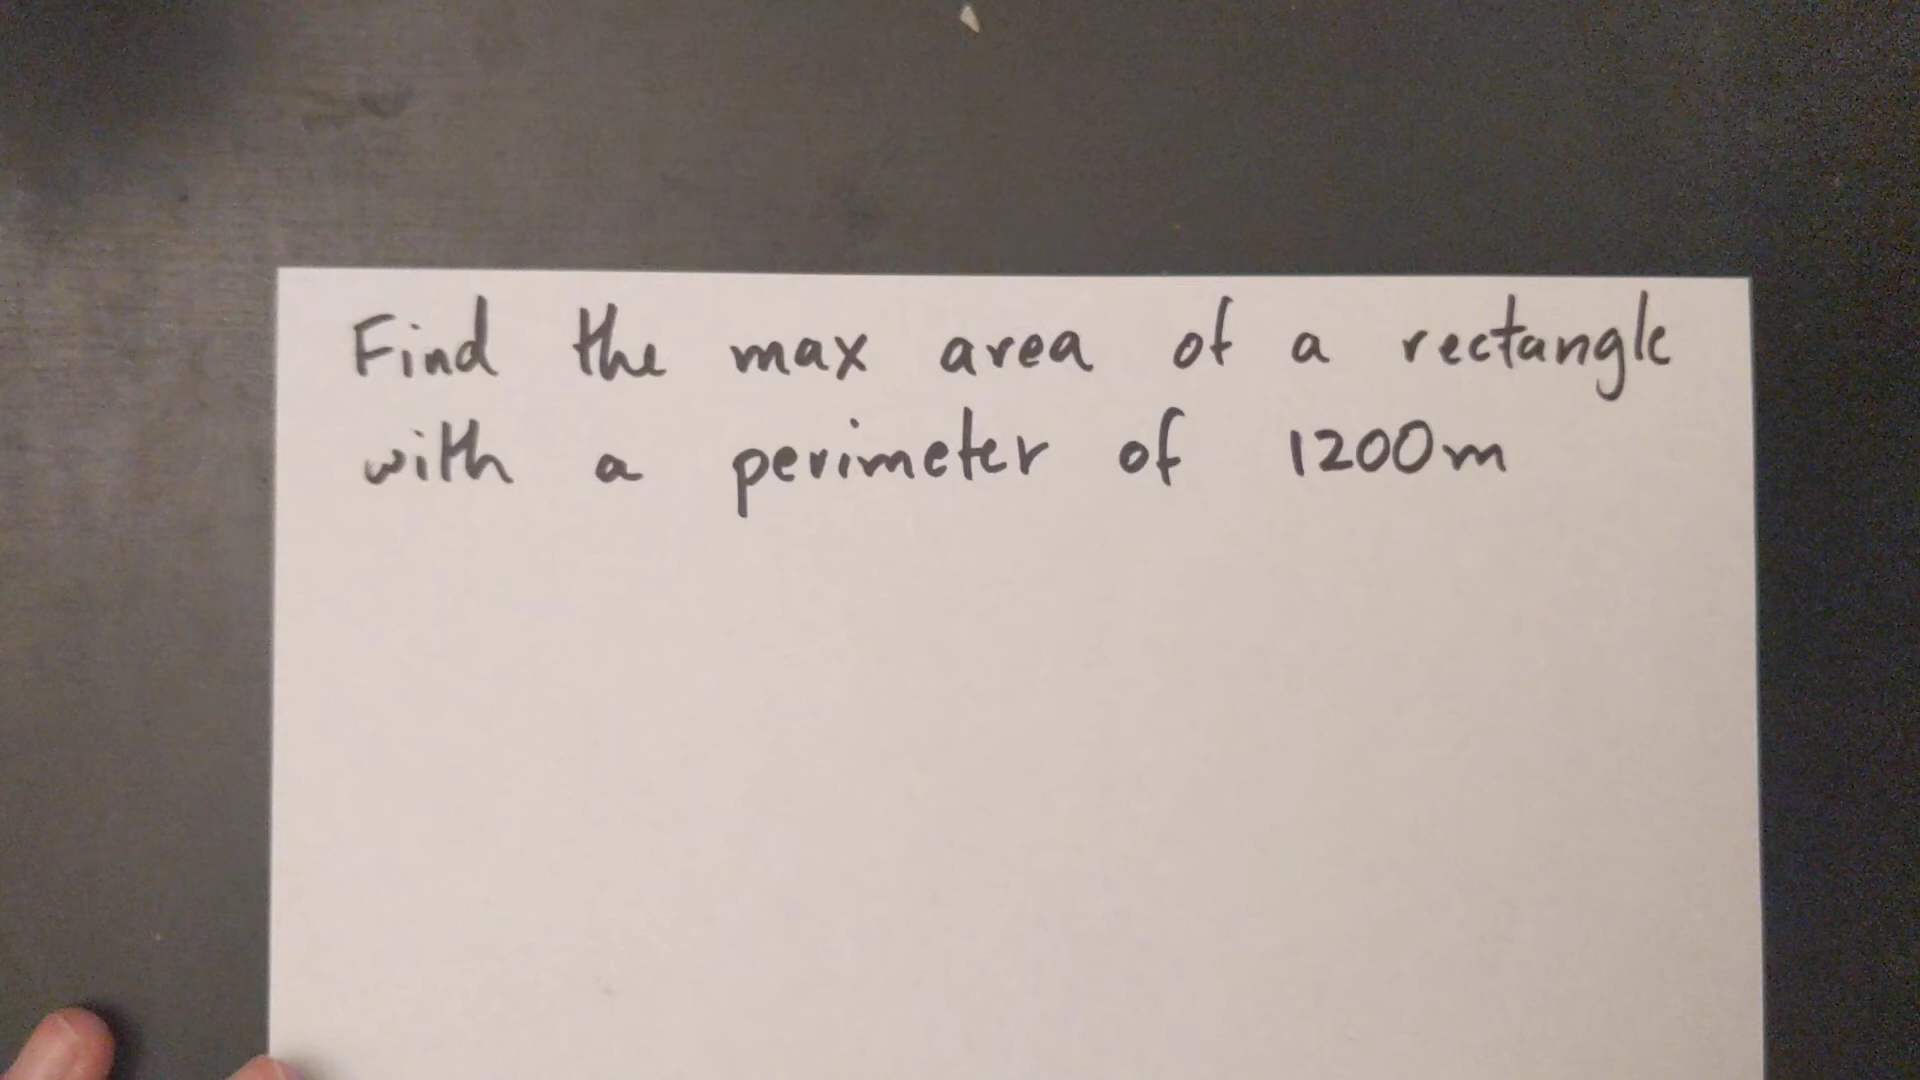 Find the max area of a rectangle
with a perimeter of 1200m